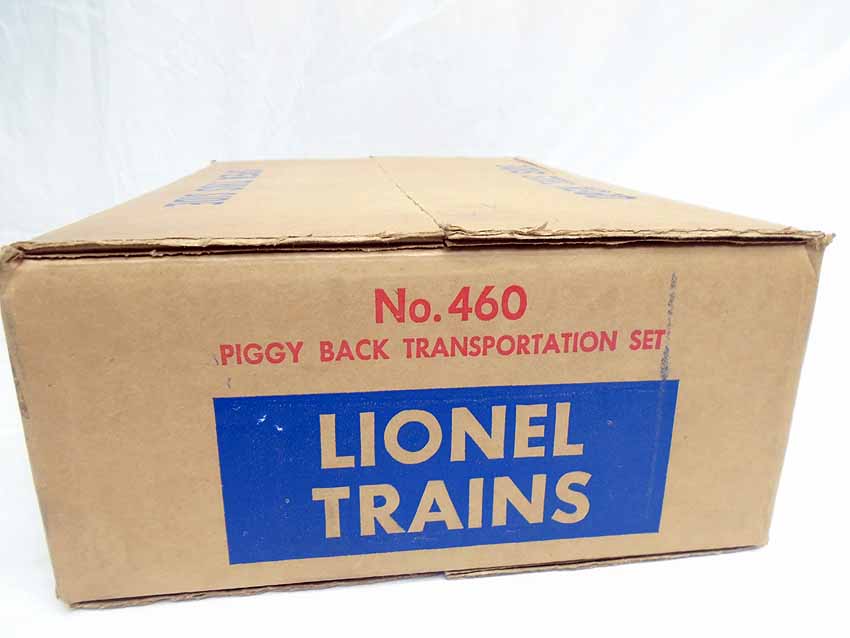 No. 460
PIGGY BACK TRANSPORTATION SET
LIONEL
TRAINS